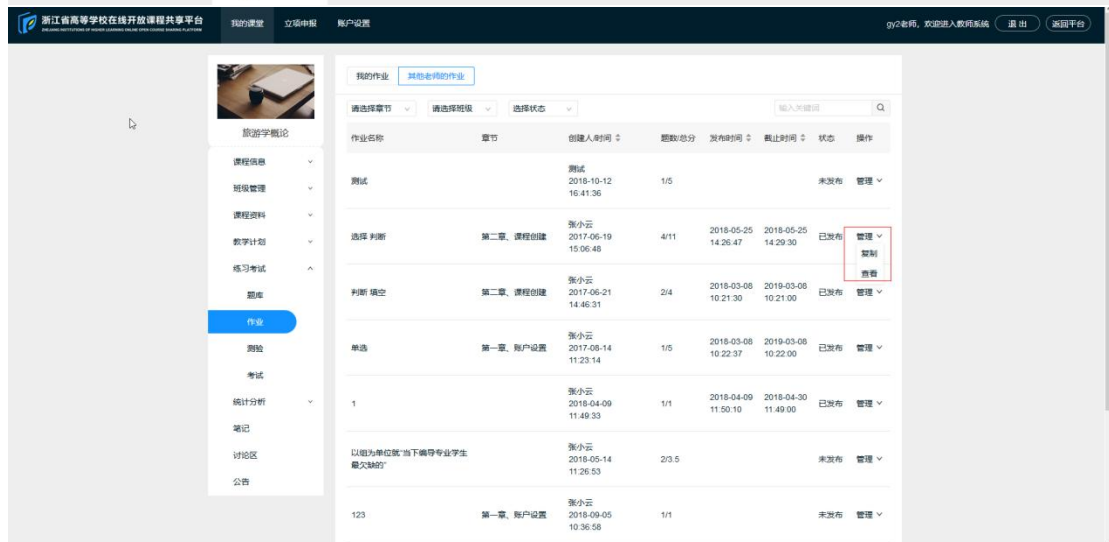 浙江省高等学校在线开放课程共享平台 我的课堂 立项申报 账户设置 gy2老师，欢迎进入教师系统 退 出 返回平台
ZHEJIANG INSTITUTIONS OF HIGHER LEARNING ONLINE OPEN COURSE SHARING PLATFORM
我的作业 其他老师的作业
请选择章节 请选择班级 选择状态 输入关键词
旅游学概论
作业名称 章节 创建人/时间 题数/总分 发布时间 截止时间 状态 操作
课程信息
班级管理
课程资料
教学计划
练习考试
题库
作业
测验
考试
统计分析
笔记
讨论区
公告
测试 测试 2018-10-12 16:41:36 1/5 未发布 管理
选择 判断 第二章、课程创建 张小云 2017-06-19 15:06:48 4/11 2018-05-25 14:26:47 2018-05-25 14:29:30 已发布 管理
复制
查看
判断 填空 第二章、课程创建 张小云 2017-06-21 14:46:31 2/4 2018-03-08 10:21:30 2019-03-08 10:21:00 已发布 管理
单选 第一章、账户设置 张小云 2017-08-14 11:23:14 1/5 2018-03-08 10:22:37 2019-03-08 10:22:00 已发布 管理
1 张小云 2018-04-09 11:49:33 1/1 2018-04-09 11:50:10 2018-04-30 11:49:00 已发布 管理
以组为单位就“当下编导专业学生最欠缺的” 张小云 2018-05-14 11:26:53 2/3.5 未发布 管理
123 第一章、账户设置 张小云 2018-09-05 10:36:58 1/1 未发布 管理